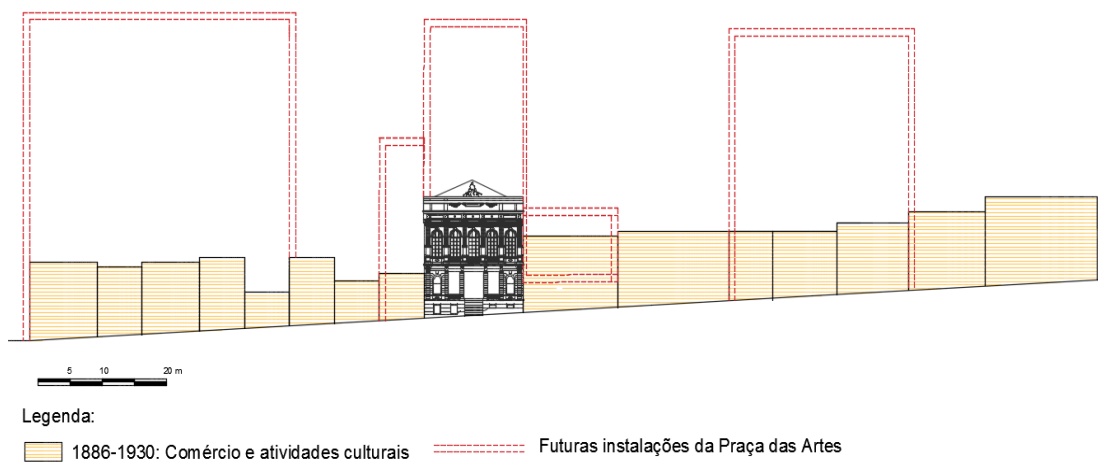 5 10 20 m
Legenda:
1886-1930: Comércio e atividades culturais
Futuras instalações da Praça das Artes